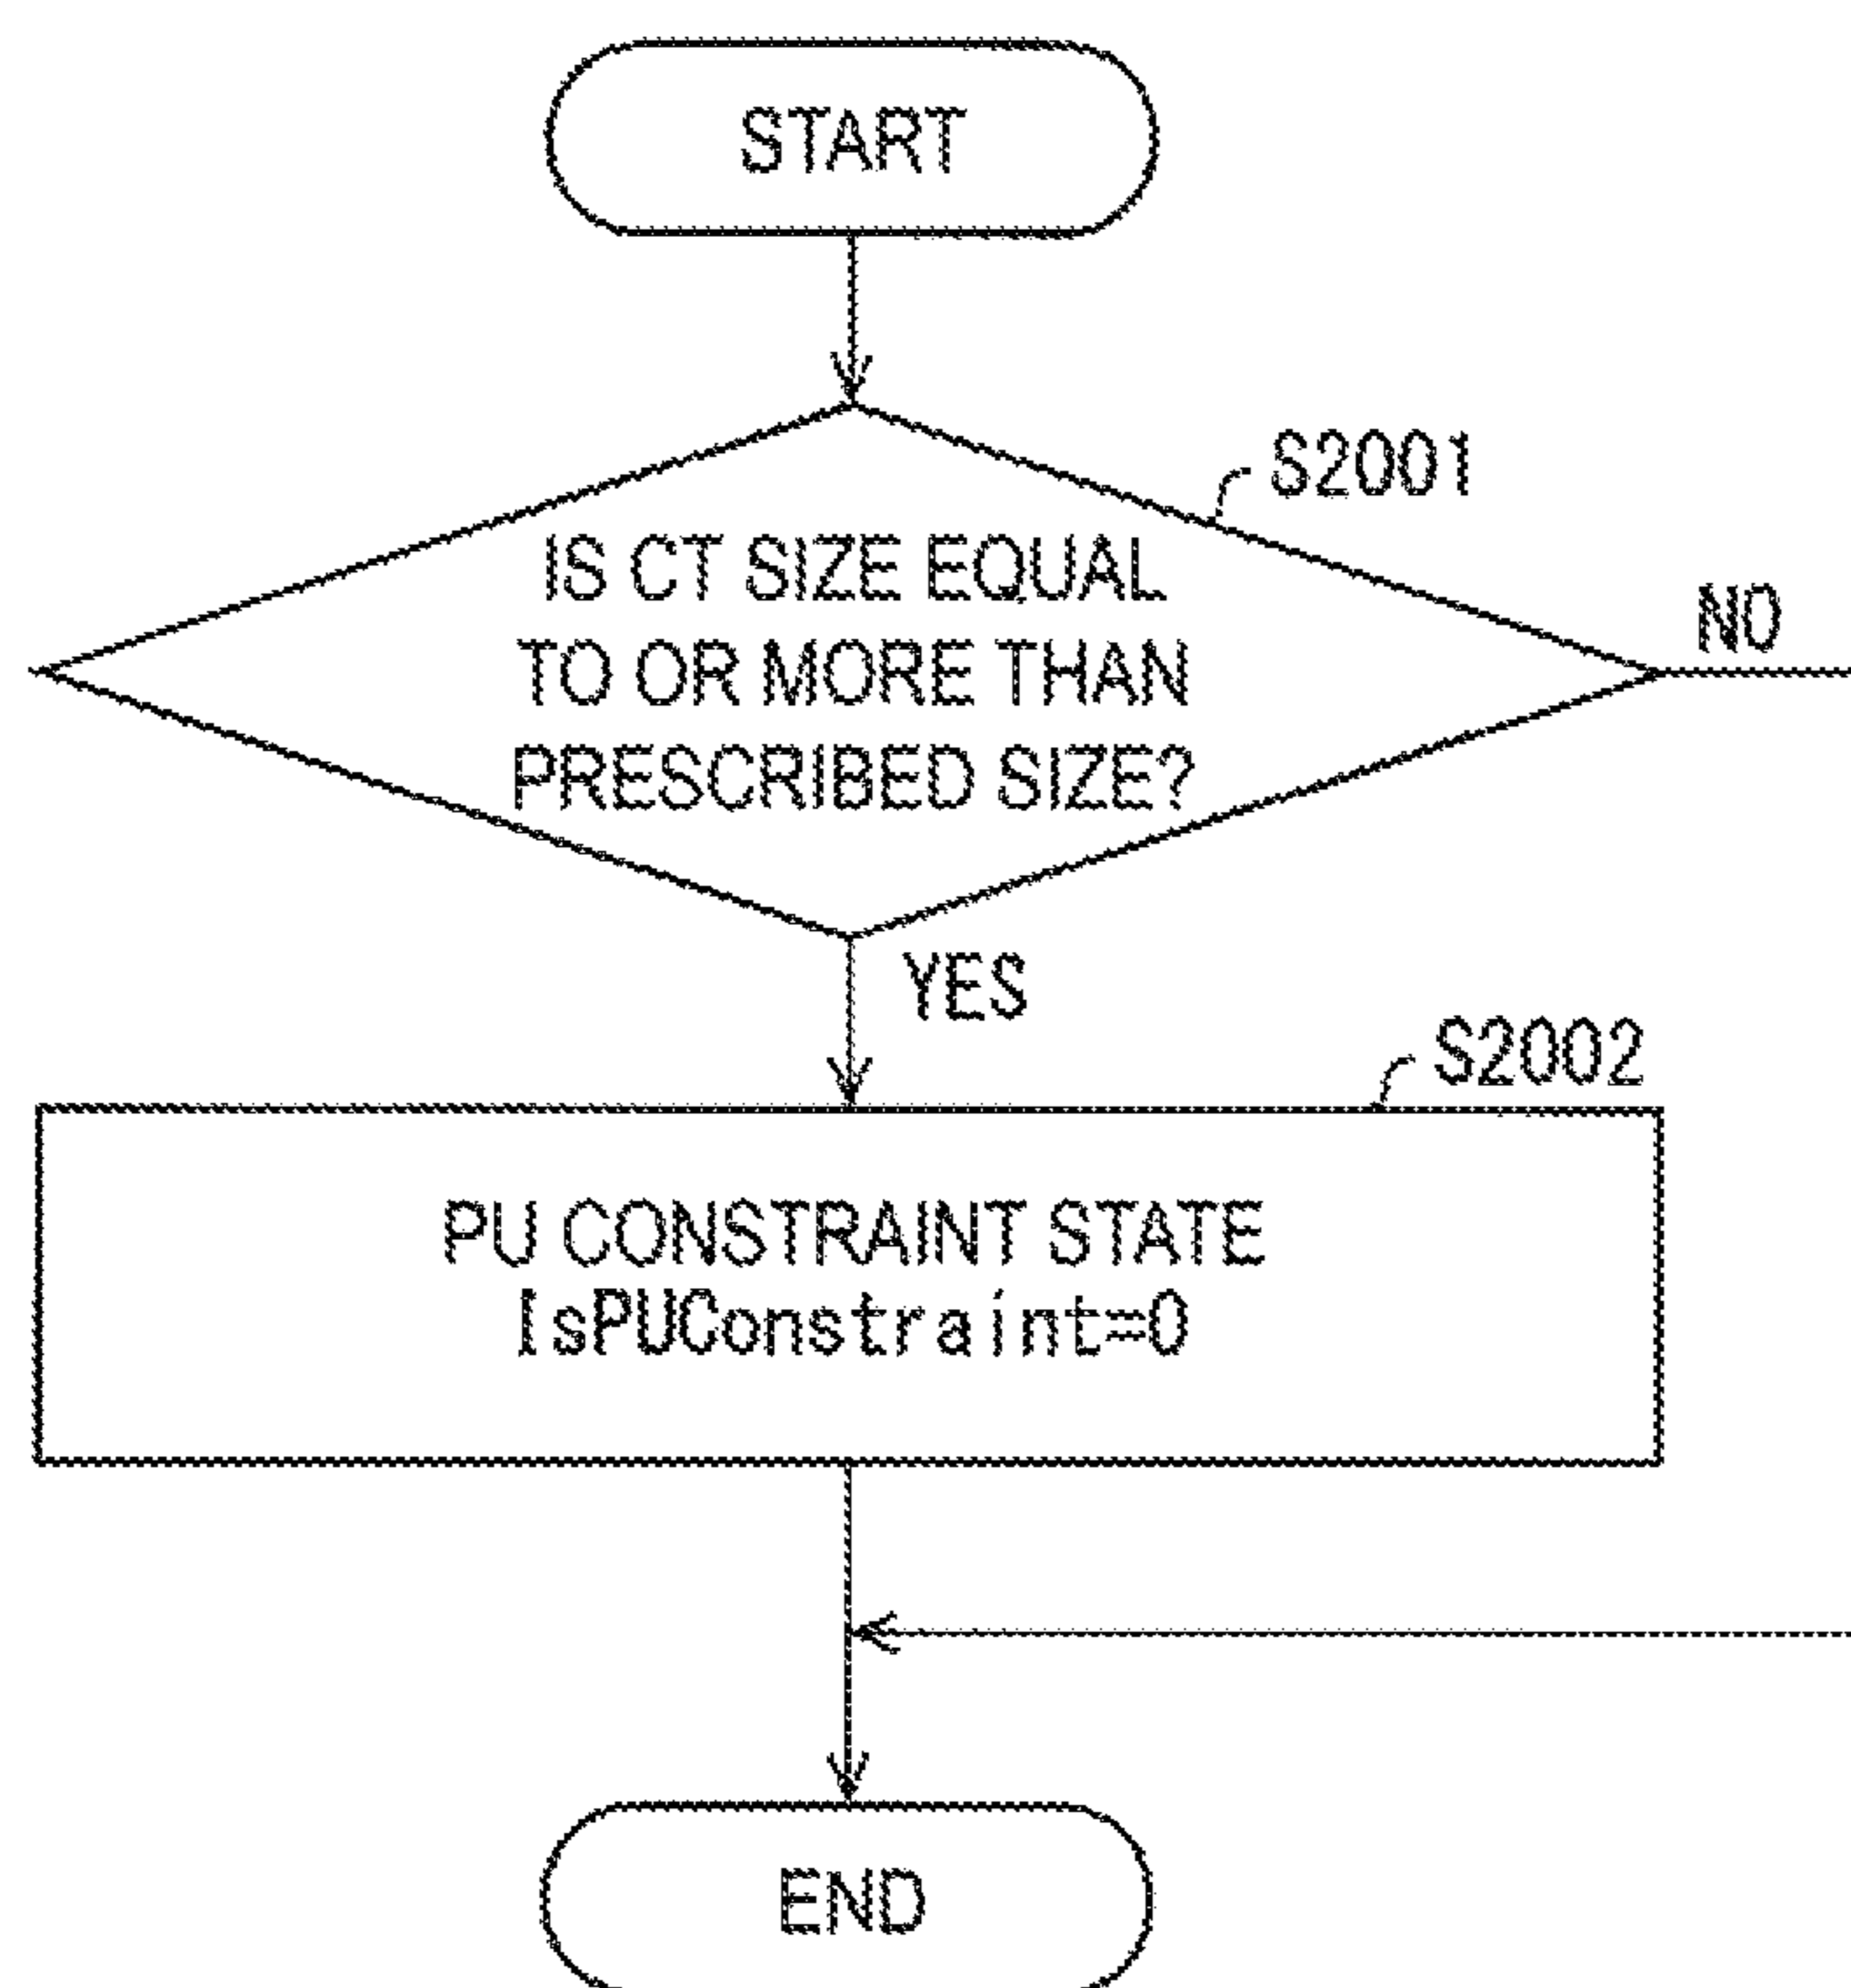 START
S2001
IS CT SIZE EQUAL
TO OR MORE THAN
PRESCRIBED SIZE?
NO
YES
S2002
PU CONSTRAINT STATE
IsPUConstraint=0
END